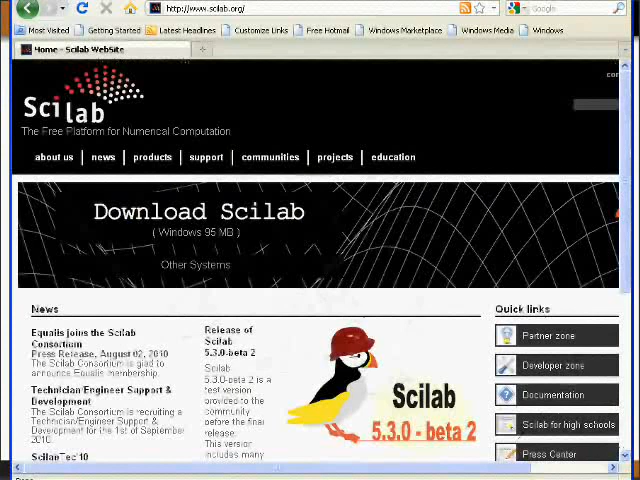 http://www.scilab.org/
Google
Most Visited Getting Started Latest Headlines Customize Links Free Hotmail Windows Marketplace Windows Media Windows
Home - Scilab WebSite
Scilab
The Free Platform for Numerical Computation
about us news products support communities projects education
Download Scilab
( Windows 95 MB )
Other Systems
News
Equalis joins the Scilab
Consortium
Press Release, August 02, 2010
The Scilab Consortium is glad to
announce Equalis membership.
Technician/Engineer Support &
Development
The Scilab Consortium is recruiting a
Technician/Engineer Support &
Development for the 1st of September
2010.
ScilabTec'10
Release of
Scilab
5.3.0-beta 2
Scilab
5.3.0-beta 2 is a
test version
provided to the
community
before the final
release.
This version
includes many
Scilab
5.3.0 - beta 2
Quick links
Partner zone
Developer zone
Documentation
Scilab for high schools
Press Center